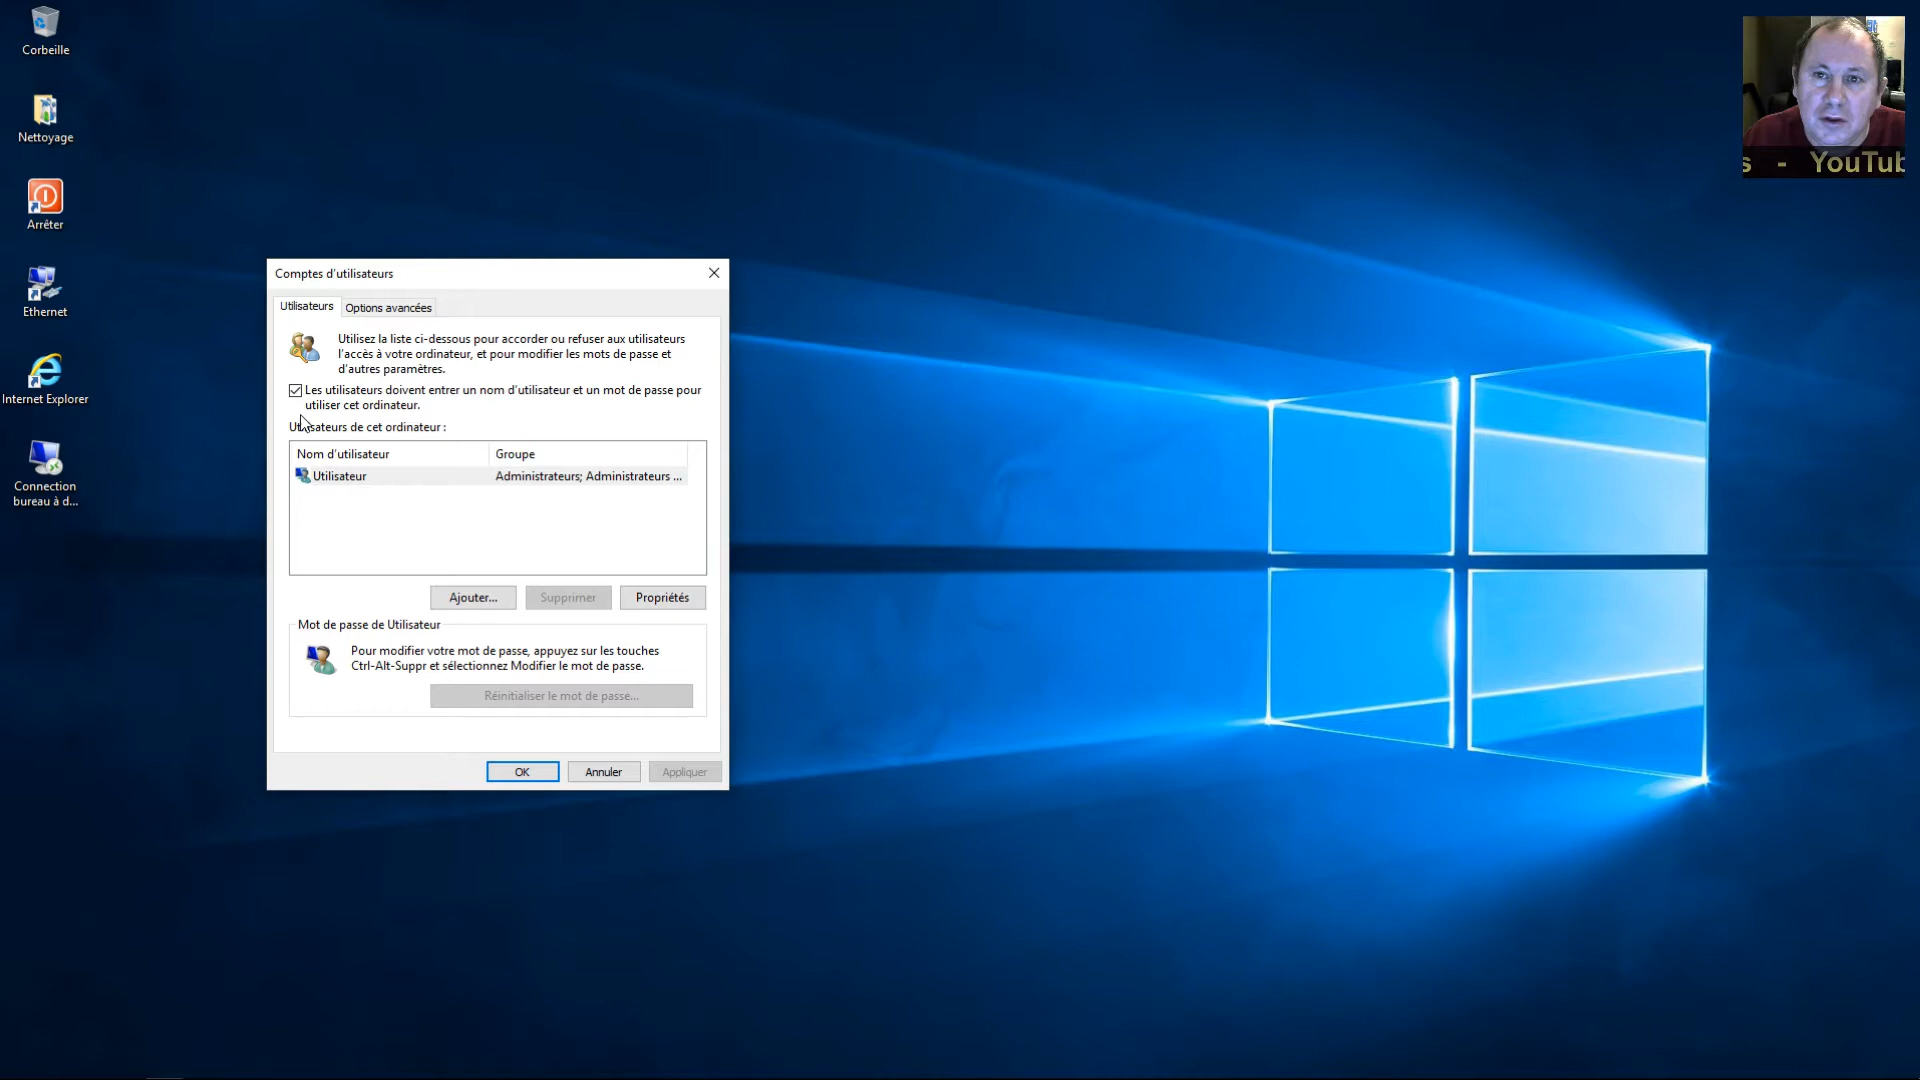 Corbeille
Nettoyage
Arrêter
Ethernet
Internet Explorer
Connection
bureau à d...
Comptes d'utilisateurs
Utilisateurs
Options avancées
Utilisez la liste ci-dessous pour accorder ou refuser aux utilisateurs
l'accès à votre ordinateur, et pour modifier les mots de passe et
d'autres paramètres.
Les utilisateurs doivent entrer un nom d'utilisateur et un mot de passe pour
utiliser cet ordinateur.
Utilisateurs de cet ordinateur :
Nom d'utilisateur
Groupe
Utilisateur
Administrateurs; Administrateurs ...
Ajouter...
Supprimer
Propriétés
Mot de passe de Utilisateur
Pour modifier votre mot de passe, appuyez sur les touches
Ctrl-Alt-Suppr et sélectionnez Modifier le mot de passe.
Réinitialiser le mot de passe...
OK
Annuler
Appliquer
s - YouTub